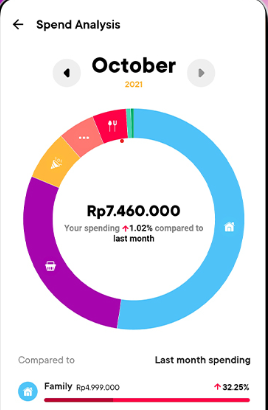 Spend Analysis
October
2021
Rp7.460.000
Your spending ↑1.02% compared to
last month
Compared to Last month spending
Family Rp4.999.000 ↑32.25%